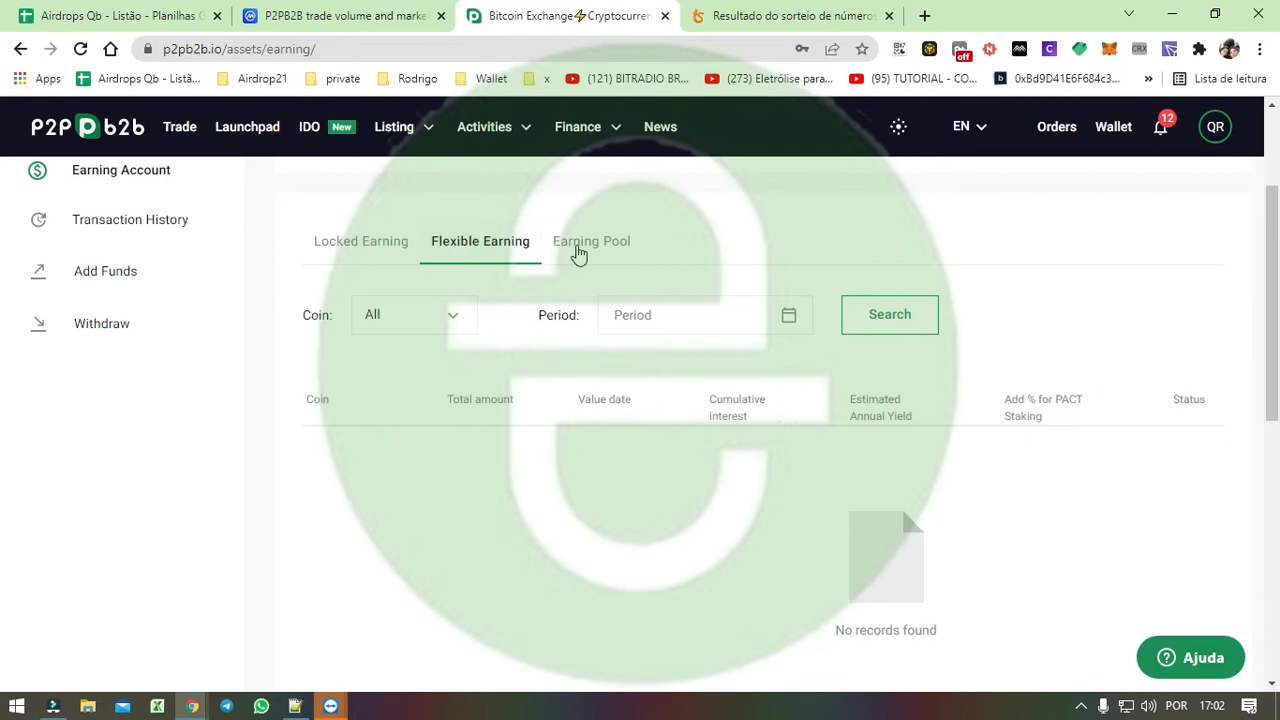 Airdrops Qb - Listão - Planilhas G
P2PB2B trade volume and marke
Bitcoin Exchange⚡Cryptocurren
Resultado do sorteio de números
p2pb2b.io/assets/earning/
off
CRX
Apps
Airdrops Qb - Listã...
Airdrop21
private
Rodrigo
Wallet
x
(121) BITRADIO BR...
(273) Eletrólise para...
(95) TUTORIAL - CO...
0xBd9D41E6F684c3...
»
Lista de leitura
P2PB2B
Trade
Launchpad
IDO New
Listing
Activities
Finance
News
EN
Orders
Wallet
12
QR
Earning Account
Transaction History
Add Funds
Withdraw
Locked Earning
Flexible Earning
Earning Pool
Coin:
All
Period:
Period
Search
Coin
Total amount
Value date
Cumulative
interest
Estimated
Annual Yield
Add % for PACT
Staking
Status
No records found
Ajuda
POR
17:02